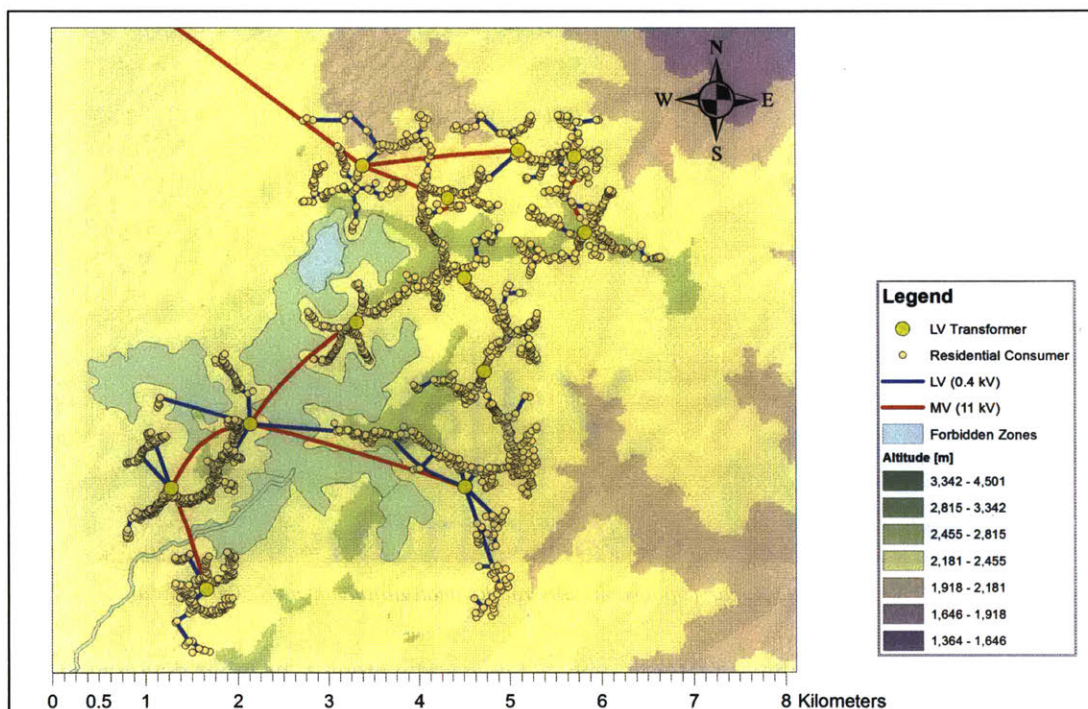 N
W E
S
Legend
LV Transformer
Residential Consumer
LV (0.4 kV)
MV (11 kV)
Forbidden Zones
Altitude [m]
3,342 - 4,501
2,815 - 3,342
2,455 - 2,815
2,181 - 2,455
1,918 - 2,181
1,646 - 1,918
1,364 - 1,646
0 0.5 1 2 3 4 5 6 7 8 Kilometers